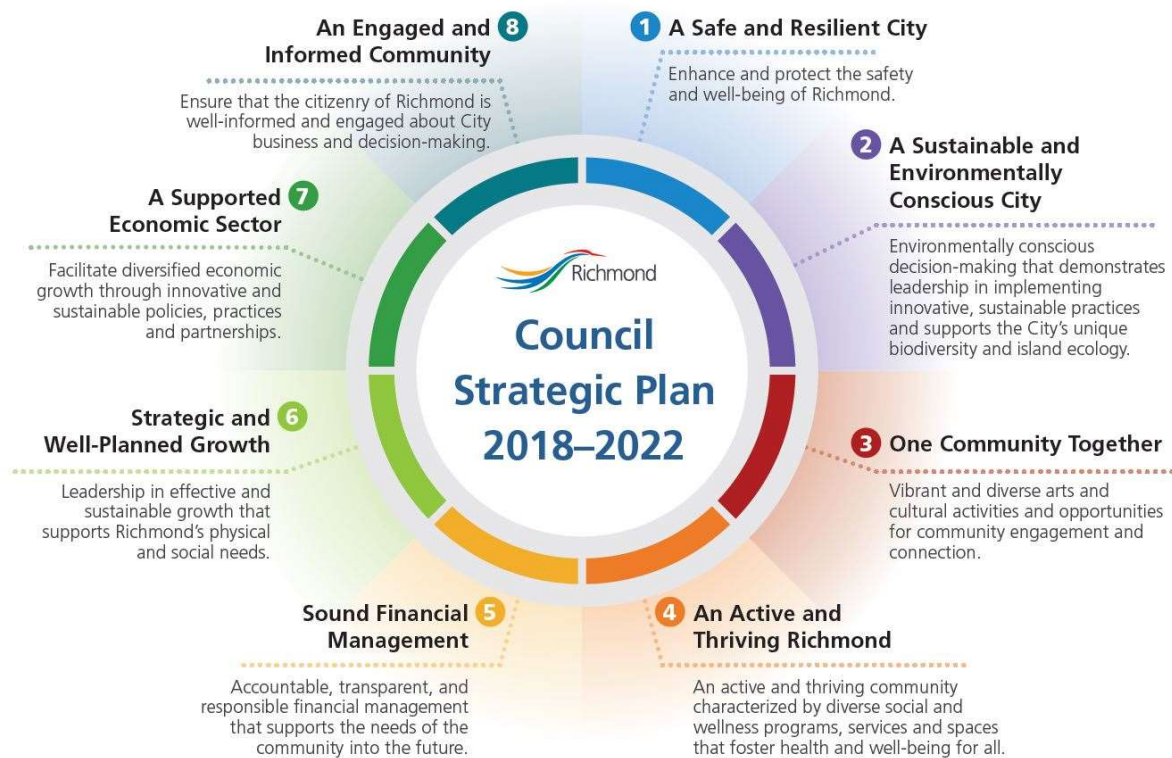 Richmond
Council
Strategic Plan
2018–2022
1 A Safe and Resilient City
Enhance and protect the safety
and well-being of Richmond.
2 A Sustainable and
Environmentally
Conscious City
Environmentally conscious
decision-making that demonstrates
leadership in implementing
innovative, sustainable practices
and supports the City's unique
biodiversity and island ecology.
3 One Community Together
Vibrant and diverse arts and
cultural activities and opportunities
for community engagement and
connection.
4 An Active and
Thriving Richmond
An active and thriving community
characterized by diverse social and
wellness programs, services and spaces
that foster health and well-being for all.
Sound Financial 5
Management
Accountable, transparent, and
responsible financial management
that supports the needs of the
community into the future.
Strategic and 6
Well-Planned Growth
Leadership in effective and
sustainable growth that
supports Richmond's physical
and social needs.
A Supported 7
Economic Sector
Facilitate diversified economic
growth through innovative and
sustainable policies, practices
and partnerships.
An Engaged and 8
Informed Community
Ensure that the citizenry of Richmond is
well-informed and engaged about City
business and decision-making.